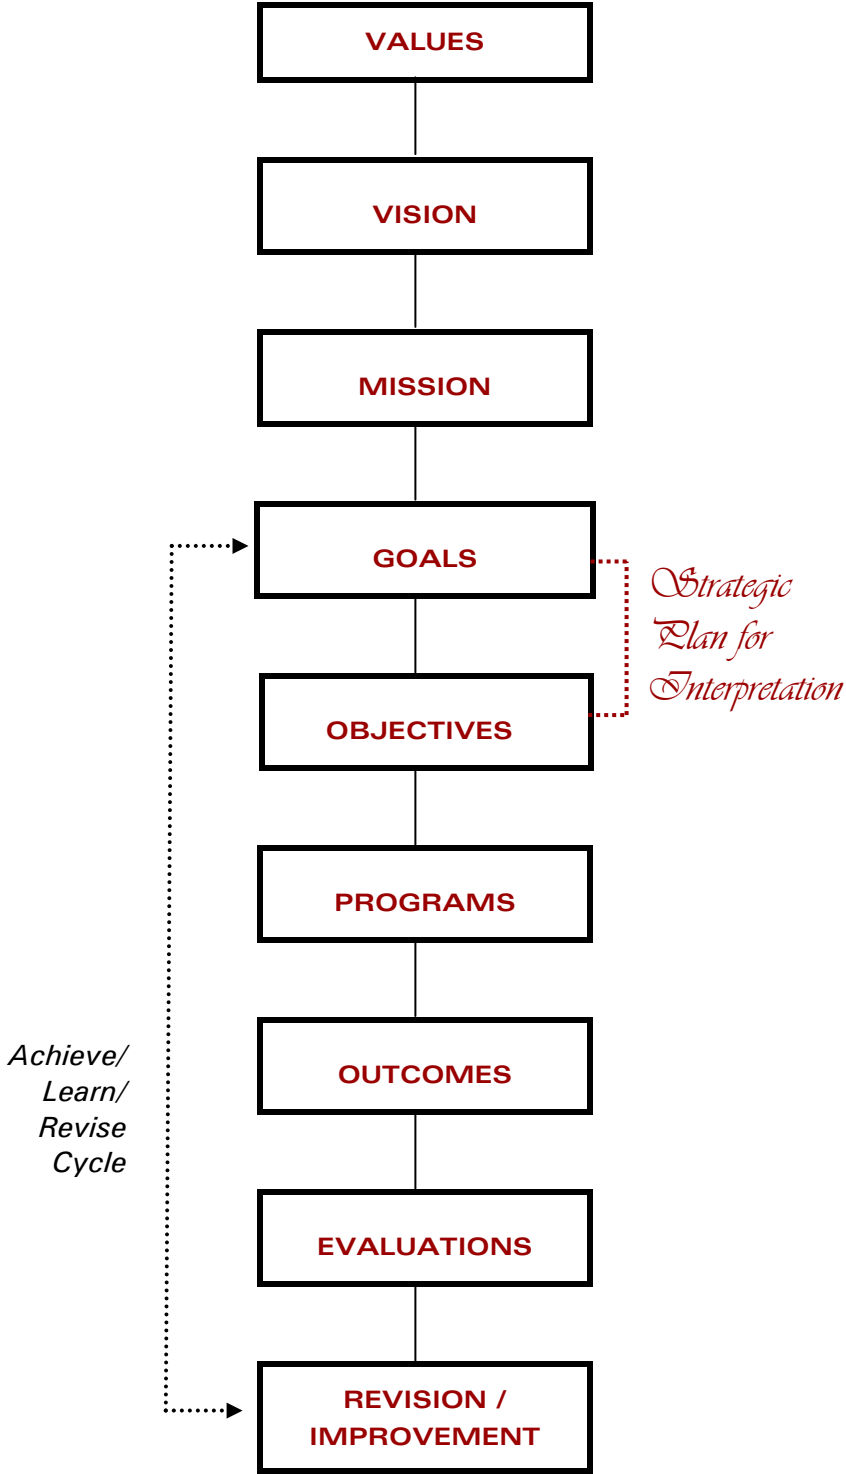 VALUES
VISION
MISSION
GOALS
Strategic
Plan for
Interpretation
OBJECTIVES
PROGRAMS
OUTCOMES
Achieve/
Learn/
Revise
Cycle
EVALUATIONS
REVISION /
IMPROVEMENT